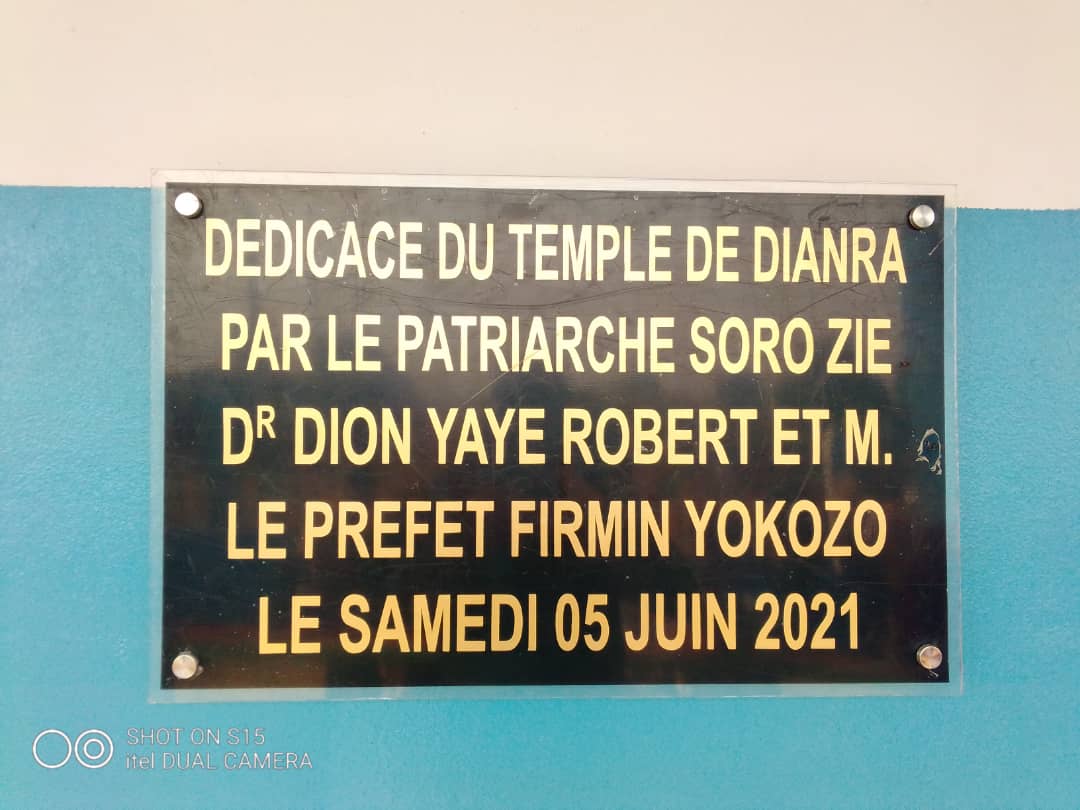 DEDICACE DU TEMPLE DE DIANRA
PAR LE PATRIARCHE SORO ZIE
DR DION YAYE ROBERT ET M.
LE PREFET FIRMIN YOKOZO
LE SAMEDI 05 JUIN 2021
SHOT ON S15
itel DUAL CAMERA